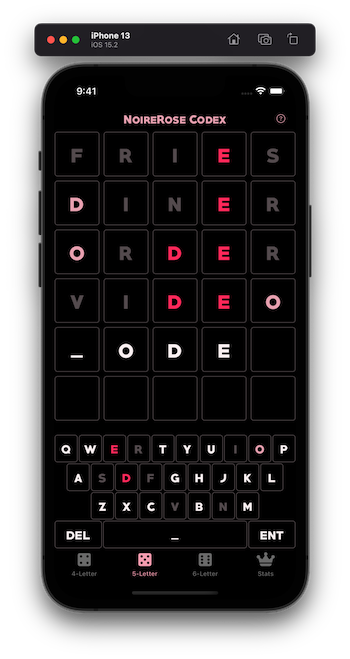 iPhone 13
iOS 15.2
9:41
NOIREROSE CODEX
F R I E S
D I N E R
O R D E R
V I D E O
_ O D E
Q W E R T Y U I O P
A S D F G H J K L
Z X C V B N M
DEL _ ENT
4-Letter 5-Letter 6-Letter Stats